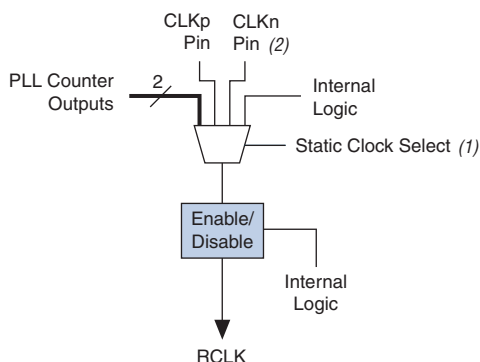 CLKp
Pin
CLKn
Pin (2)
PLL Counter
Outputs
2
Internal
Logic
Static Clock Select (1)
Enable/
Disable
Internal
Logic
RCLK